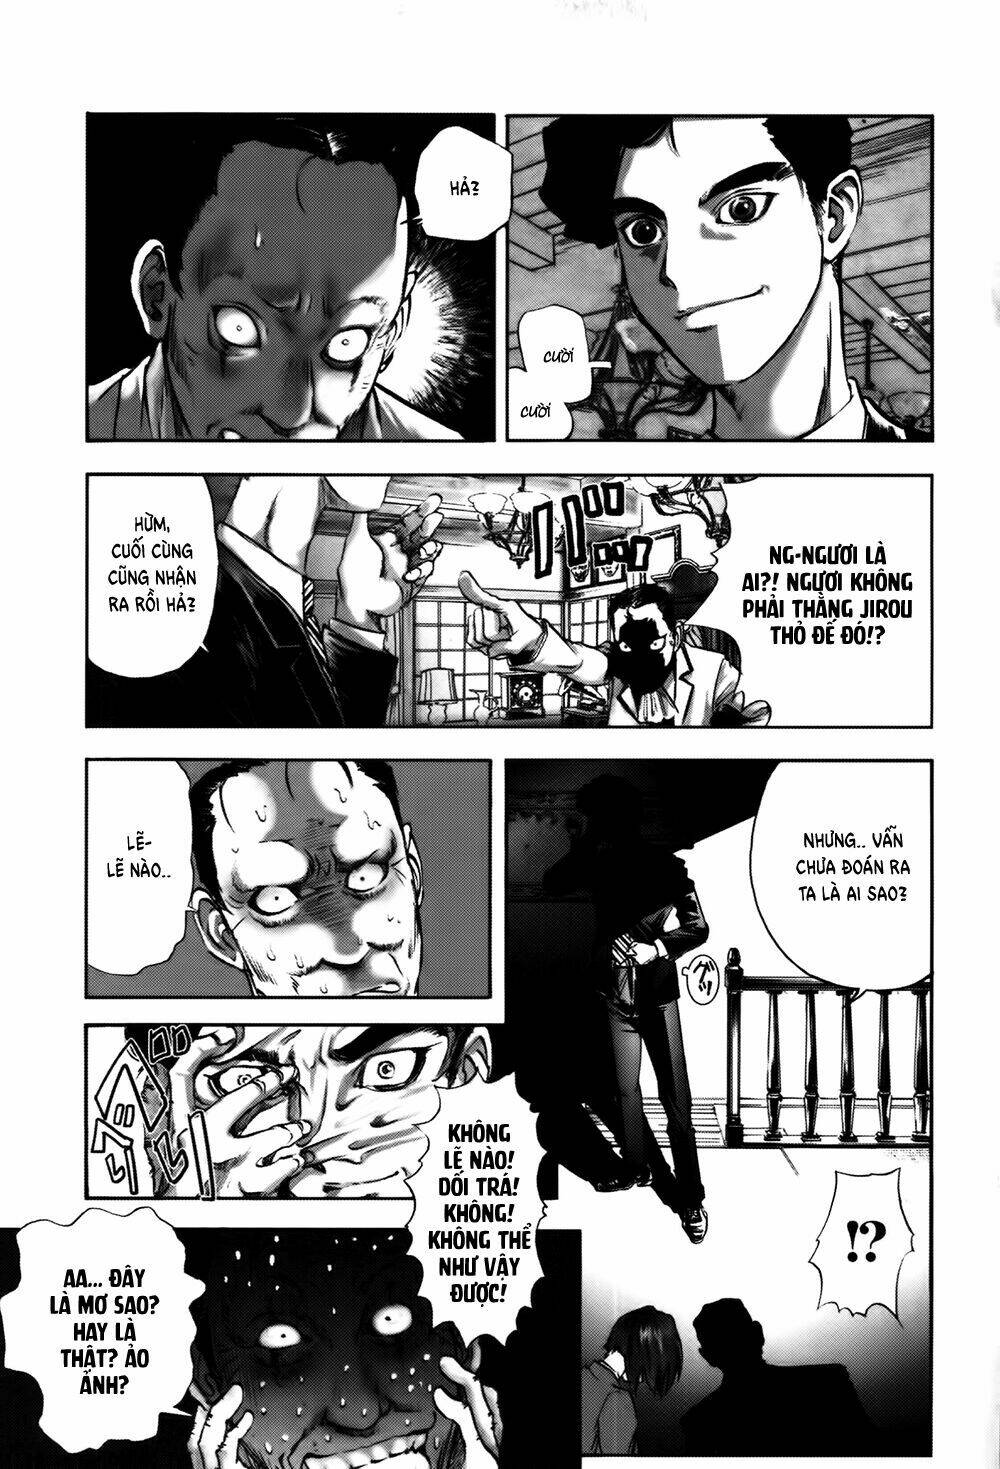 cười
cười
HẢ?
NG-NGƯƠI LÀ
AI?! NGƯƠI KHÔNG
PHẢI THẰNG JIROU
THỎ ĐẾ ĐÓ!?
HỪM,
CUỐI CÙNG
CŨNG NHẬN
RA RỒI HẢ?
NHƯNG.. VẪN
CHƯA ĐOÁN RA
TA LÀ AI SAO?
グッ
!?
LẼ-
LẼ NÀO..
KHÔNG
LẼ NÀO!
DỐI TRÁ!
KHÔNG!
KHÔNG THỂ
NHƯ VẬY
ĐƯỢC!
AA... ĐÂY
LÀ MƠ SAO?
HAY LÀ
THẬT? ẢO
ẢNH?